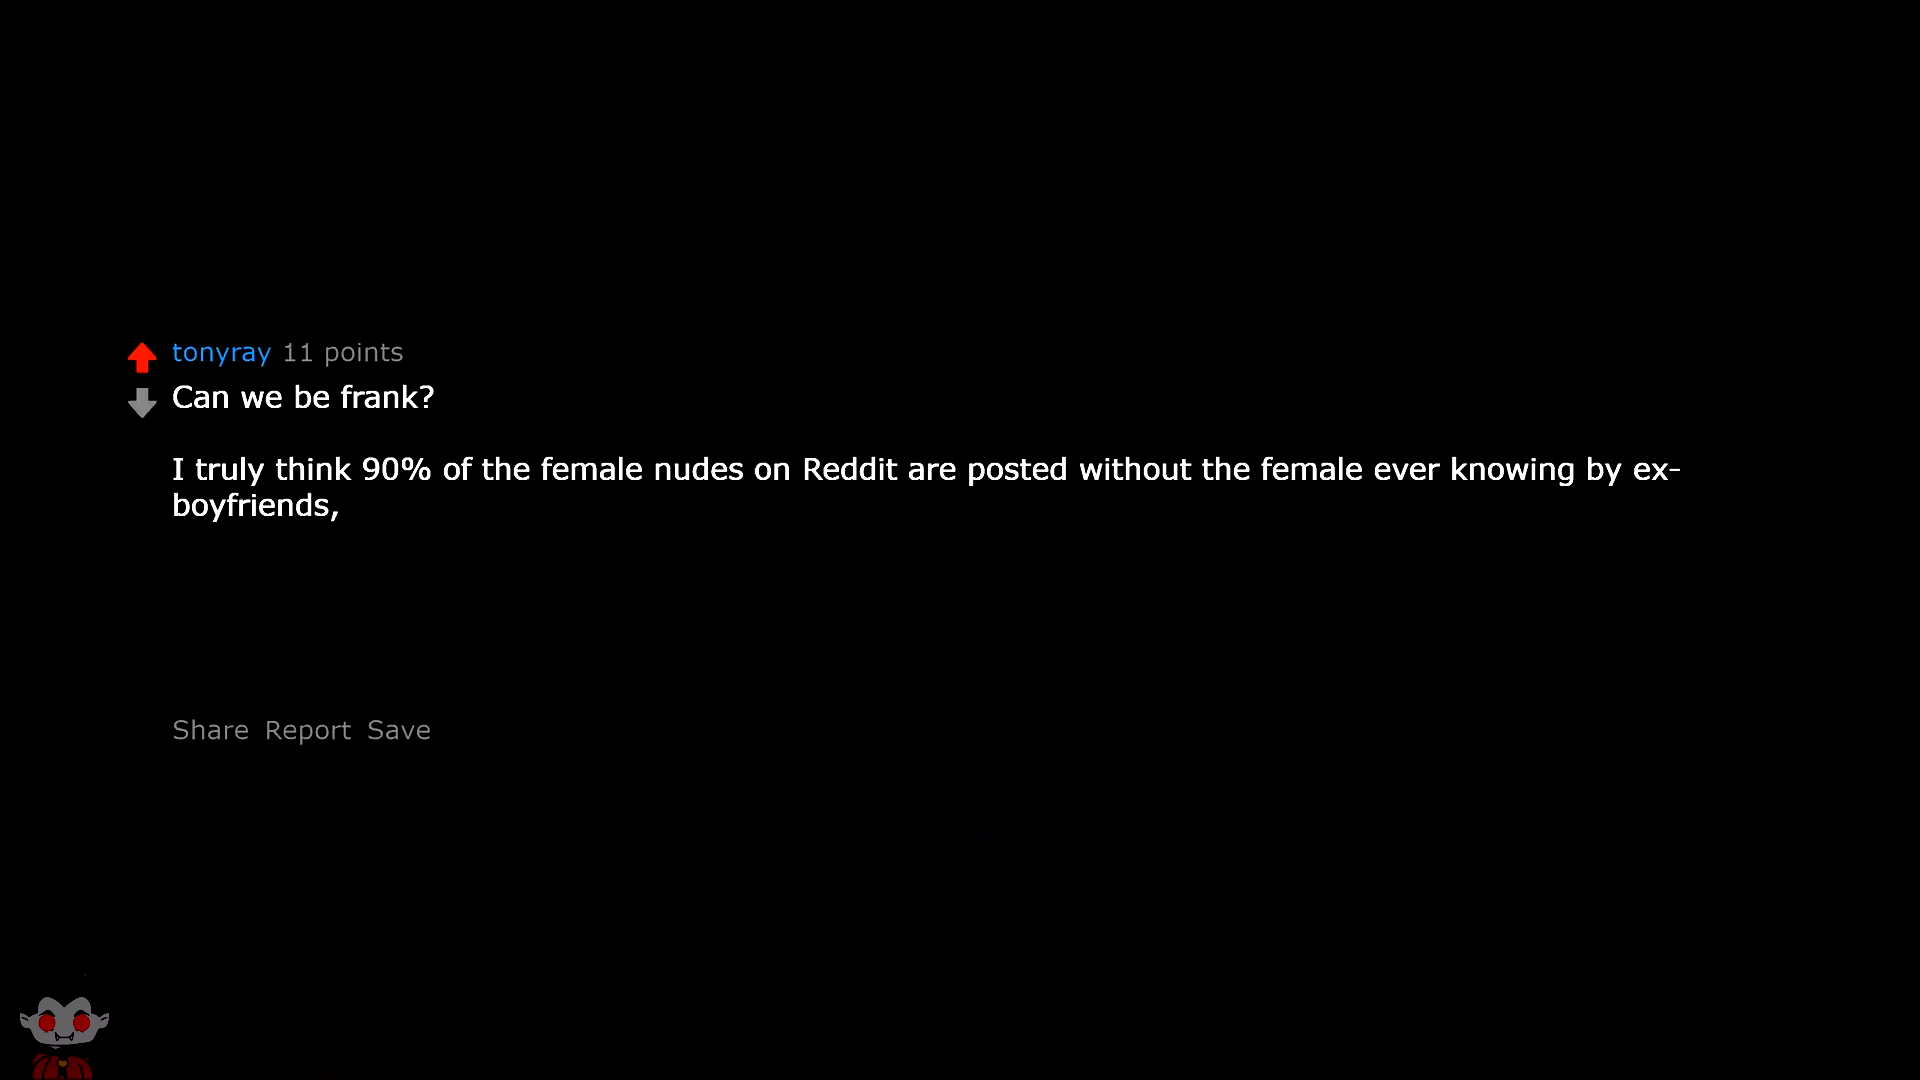 tonyray 11 points
Can we be frank?
I truly think 90% of the female nudes on Reddit are posted without the female ever knowing by ex-
boyfriends,
Share Report Save